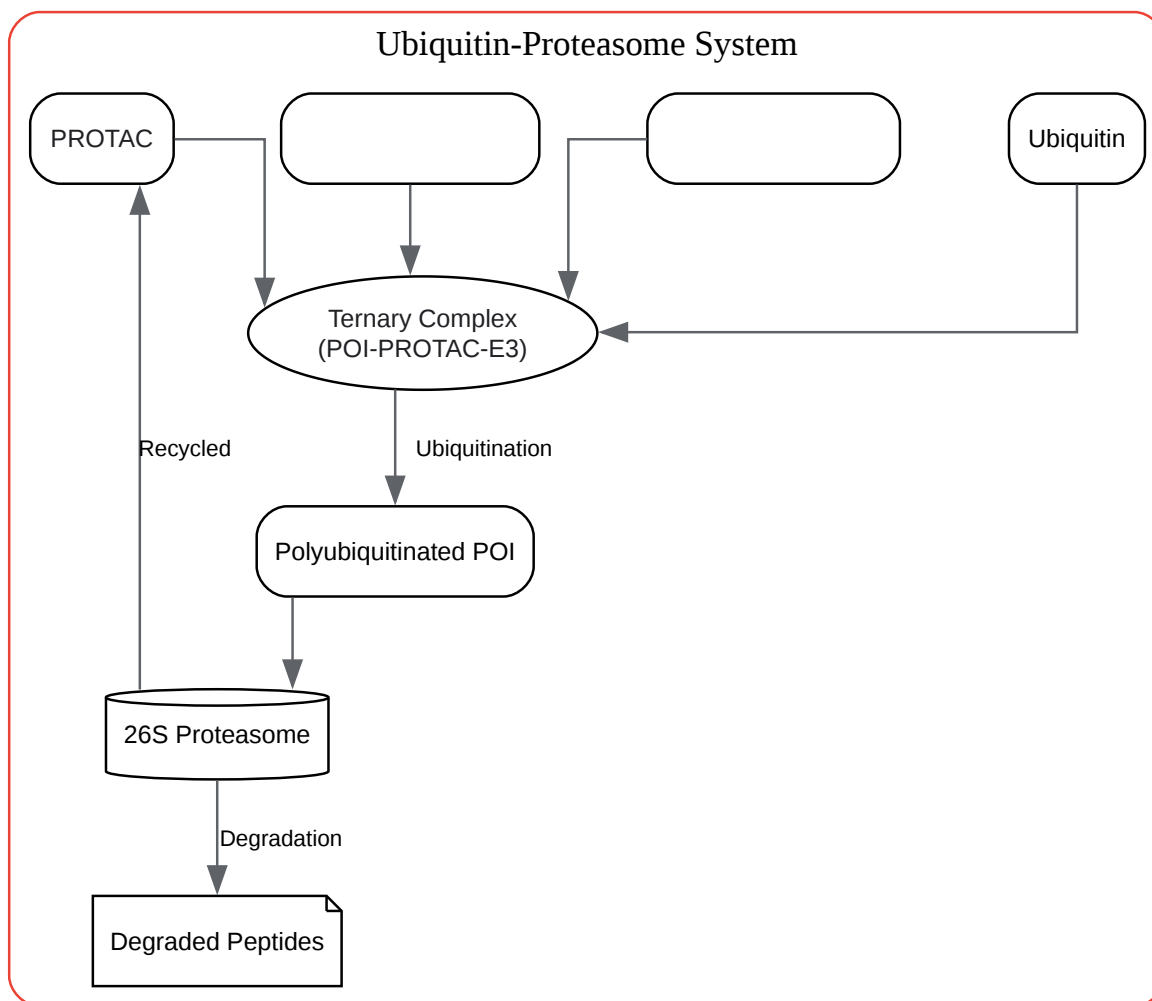 Ubiquitin-Proteasome System
PROTAC
Ubiquitin
Ternary Complex
(POI-PROTAC-E3)
Recycled
Ubiquitination
Polyubiquitinated POI
26S Proteasome
Degradation
Degraded Peptides